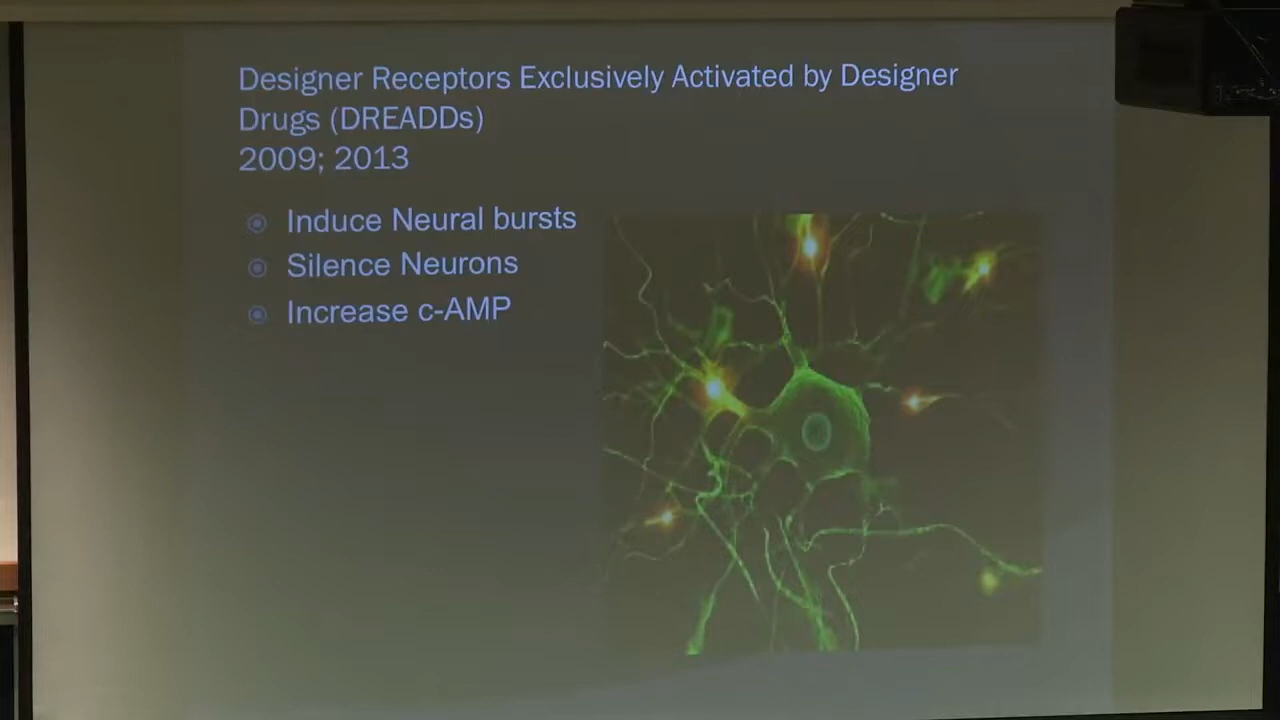 Designer Receptors Exclusively Activated by Designer
Drugs (DREADDs)
2009; 2013
Induce Neural bursts
Silence Neurons
Increase c-AMP